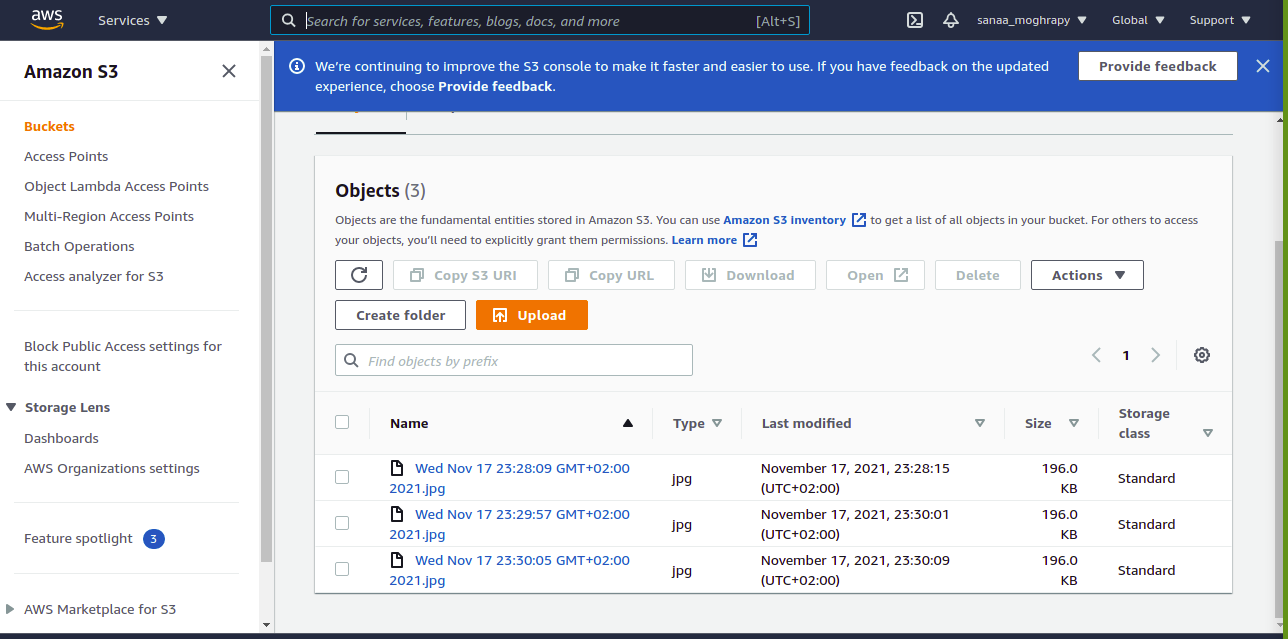 aws
Services
Search for services, features, blogs, docs, and more
[Alt+S]
sanaa_moghrapy
Global
Support
Amazon S3
Buckets
Access Points
Object Lambda Access Points
Multi-Region Access Points
Batch Operations
Access analyzer for S3
Block Public Access settings for
this account
Storage Lens
Dashboards
AWS Organizations settings
Feature spotlight 3
AWS Marketplace for S3
We're continuing to improve the S3 console to make it faster and easier to use. If you have feedback on the updated
experience, choose Provide feedback.
Provide feedback
Objects (3)
Objects are the fundamental entities stored in Amazon S3. You can use Amazon S3 inventory to get a list of all objects in your bucket. For others to access
your objects, you'll need to explicitly grant them permissions. Learn more
Copy S3 URI
Copy URL
Download
Open
Delete
Actions
Create folder
Upload
Find objects by prefix
1
Name
Type
Last modified
Size
Storage
class
Wed Nov 17 23:28:09 GMT+02:00
2021.jpg
jpg
November 17, 2021, 23:28:15
(UTC+02:00)
196.0
KB
Standard
Wed Nov 17 23:29:57 GMT+02:00
2021.jpg
jpg
November 17, 2021, 23:30:01
(UTC+02:00)
196.0
KB
Standard
Wed Nov 17 23:30:05 GMT+02:00
2021.jpg
jpg
November 17, 2021, 23:30:09
(UTC+02:00)
196.0
KB
Standard